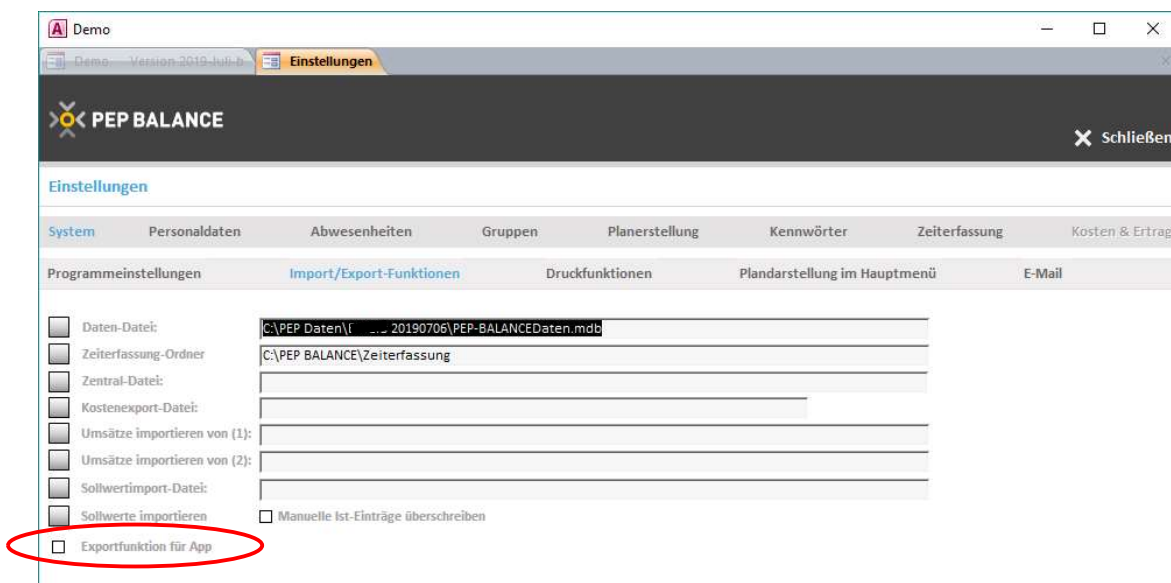 Demo
Demo Version 2019-Juli-b Einstellungen
PEP BALANCE
Schließen
Einstellungen
System Personaldaten Abwesenheiten Gruppen Planerstellung Kennwörter Zeiterfassung Kosten & Ertrag
Programmeinstellungen Import/Export-Funktionen Druckfunktionen Plandarstellung im Hauptmenü E-Mail
Daten-Datei: C:\PEP Daten\ 20190706\PEP-BALANCEDaten.mdb
Zeiterfassung-Ordner C:\PEP BALANCE\Zeiterfassung
Zentral-Datei:
Kostenexport-Datei:
Umsätze importieren von (1):
Umsätze importieren von (2):
Sollwertimport-Datei:
Sollwerte importieren Manuelle Ist-Einträge überschreiben
Exportfunktion für App